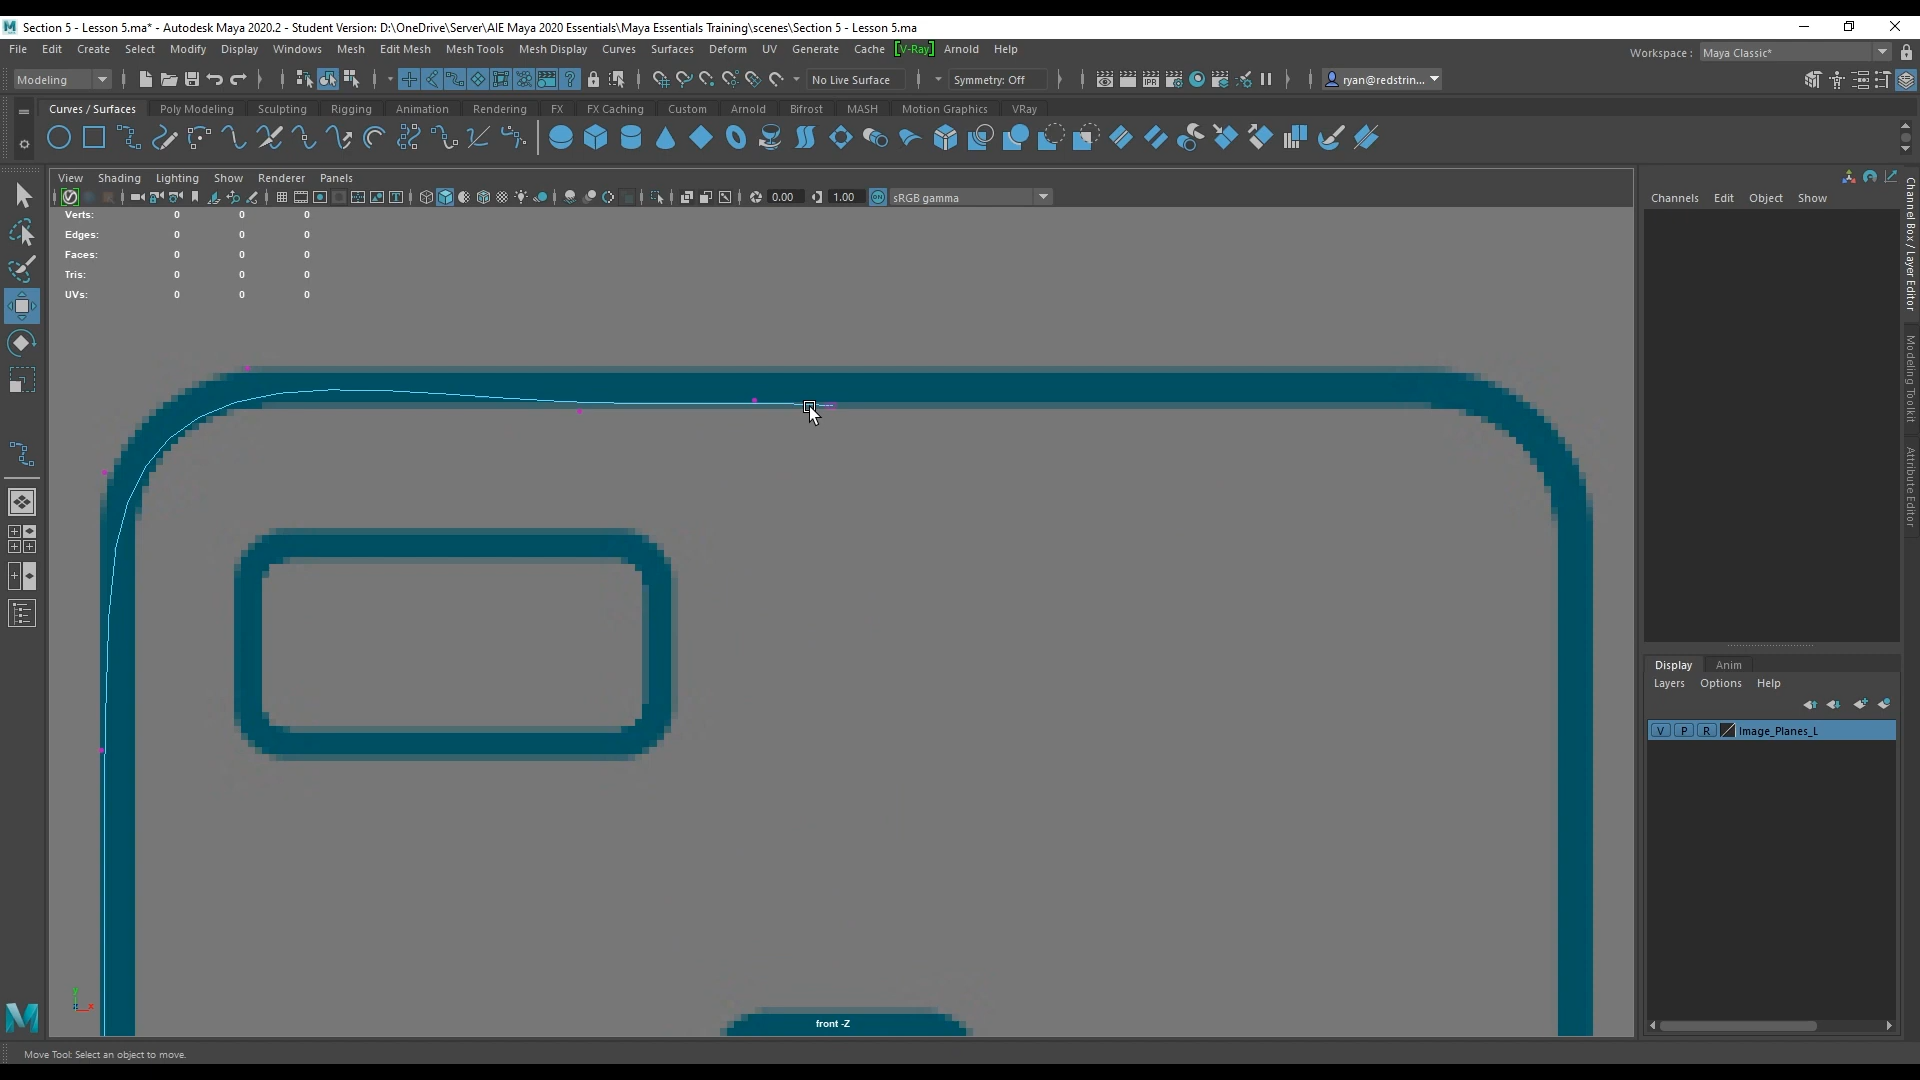 Section 5 - Lesson 5.ma* - Autodesk Maya 2020.2 - Student Version: D:\OneDrive\Server\AIE Maya 2020 Essentials\Maya Essentials Training\scenes\Section 5 - Lesson 5.ma
File Edit Create Select Modify Display Windows Mesh Edit Mesh Mesh Tools Mesh Display Curves Surfaces Deform UV Generate Cache [V-Ray] Arnold Help
Workspace : Maya Classic*
Modeling
No Live Surface
Symmetry: Off
ryan@redstrin...
Curves / Surfaces Poly Modeling Sculpting Rigging Animation Rendering FX FX Caching Custom Arnold Bifrost MASH Motion Graphics VRay
View Shading Lighting Show Renderer Panels
0.00 1.00 ON sRGB gamma
Verts: 0 0 0
Edges: 0 0 0
Faces: 0 0 0
Tris: 0 0 0
UVs: 0 0 0
Channels Edit Object Show
Channel Box / Layer Editor
Modeling Toolkit
Attribute Editor
Display Anim
Layers Options Help
V P R Image_Planes_L
y
x
front -Z
M
Move Tool: Select an object to move.